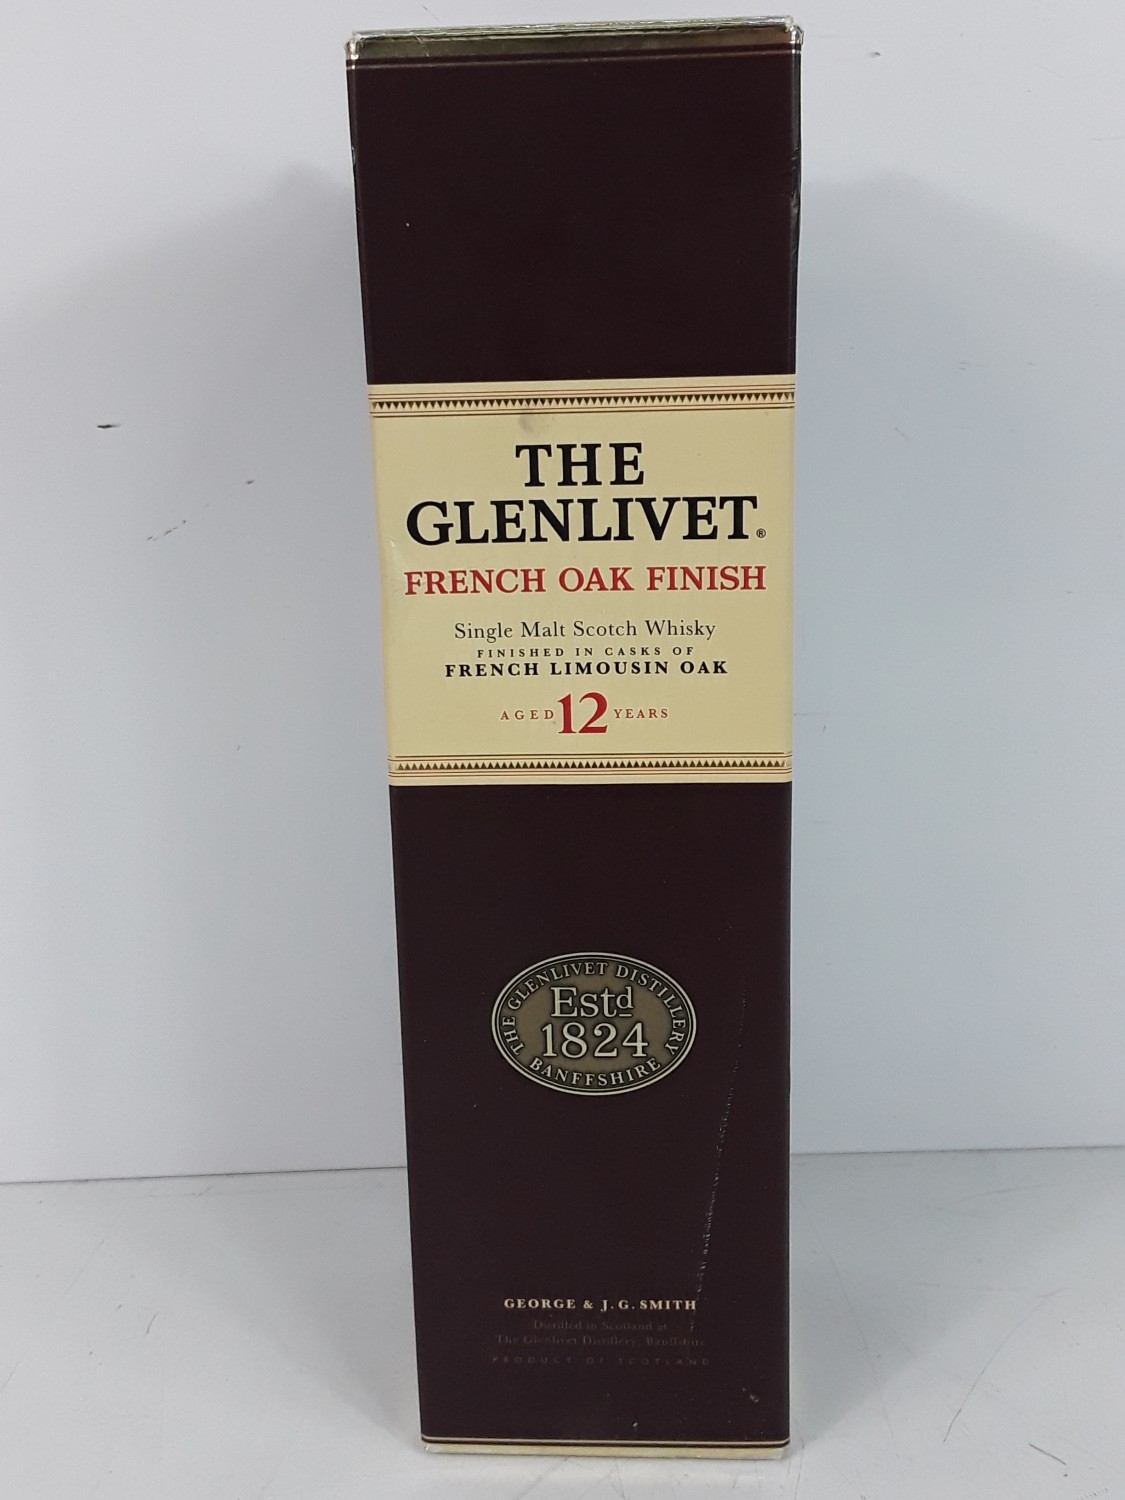 THE
GLENLIVET®
FRENCH OAK FINISH
Single Malt Scotch Whisky
FINISHED IN CASKS OF
FRENCH LIMOUSIN OAK
AGED 12 YEARS
THE GLENLIVET DISTILLERY
Estd
1824
BANFFSHIRE
GEORGE & J.G. SMITH
Distilled in Scotland at
The Glenlivet Distillery, Banffshire
PRODUCT OF SCOTLAND